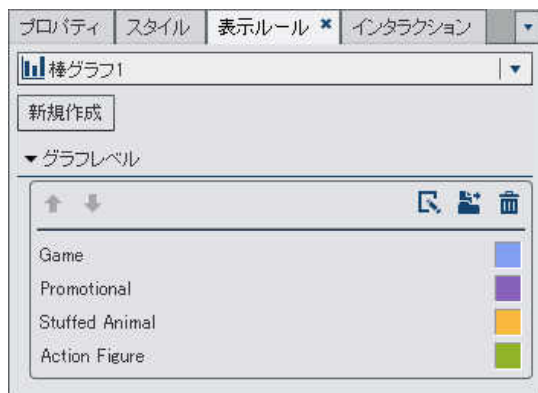 プロパティ スタイル 表示ルール インタラクション
棒グラフ1
新規作成
グラフレベル
Game
Promotional
Stuffed Animal
Action Figure